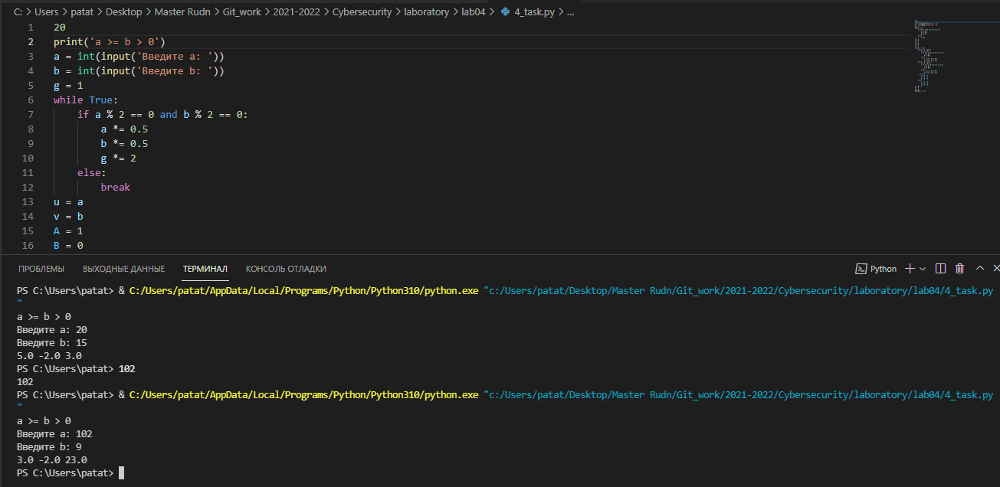 C: > Users > patat > Desktop > Master Rudn > Git_work > 2021-2022 > Cybersecurity > laboratory > lab04 > 4_task.py > ...
1 20
2 print('a >= b > 0')
3 a = int(input('Введите a: '))
4 b = int(input('Введите b: '))
5 g = 1
6 while True:
7 if a % 2 == 0 and b % 2 == 0:
8 a *= 0.5
9 b *= 0.5
10 g *= 2
11 else:
12 break
13 u = a
14 v = b
15 A = 1
16 B = 0
ПРОБЛЕМЫ ВЫХОДНЫЕ ДАННЫЕ ТЕРМИНАЛ КОНСОЛЬ ОТЛАДКИ Python
PS C:\Users\patat> & C:/Users/patat/AppData/Local/Programs/Python/Python310/python.exe "c:/Users/patat/Desktop/Master Rudn/Git_work/2021-2022/Cybersecurity/laboratory/lab04/4_task.py
"
a >= b > 0
Введите a: 20
Введите b: 15
5.0 -2.0 3.0
PS C:\Users\patat> 102
102
PS C:\Users\patat> & C:/Users/patat/AppData/Local/Programs/Python/Python310/python.exe "c:/Users/patat/Desktop/Master Rudn/Git_work/2021-2022/Cybersecurity/laboratory/lab04/4_task.py
"
a >= b > 0
Введите a: 102
Введите b: 9
3.0 -2.0 23.0
PS C:\Users\patat>